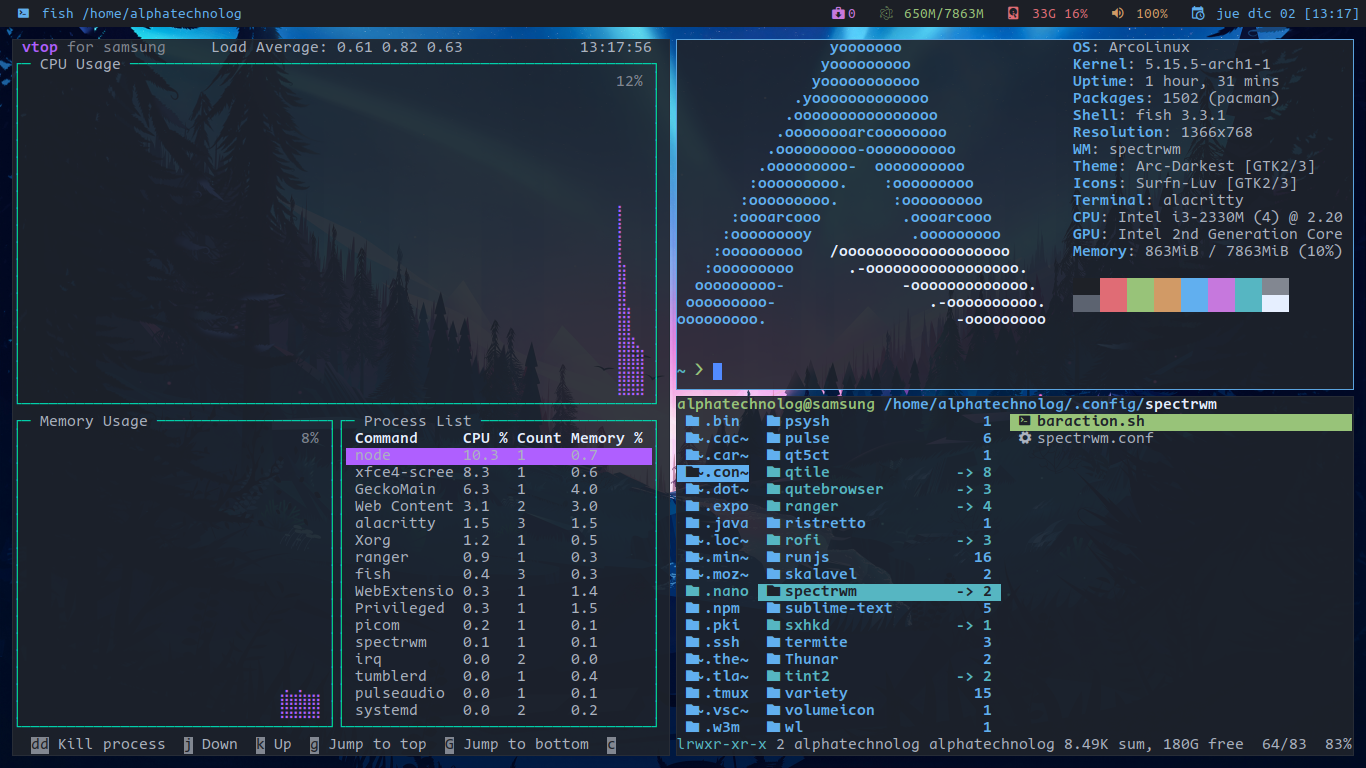 fish /home/alphatechnolog 0 650M/7863M 33G 16% 100% jue dic 02 [13:17]
vtop for samsung Load Average: 0.61 0.82 0.63 13:17:56
CPU Usage
12%
Memory Usage
8%
Process List
Command CPU % Count Memory %
node 10.3 1 0.7
xfce4-scree 8.3 1 0.6
GeckoMain 6.3 1 4.0
Web Content 3.1 2 3.0
alacritty 1.5 3 1.5
Xorg 1.2 1 0.5
ranger 0.9 1 0.3
fish 0.4 3 0.3
WebExtensio 0.3 1 1.4
Privileged 0.3 1 1.5
picom 0.2 1 0.1
spectrwm 0.1 1 0.1
irq 0.0 2 0.0
tumblerd 0.0 1 0.4
pulseaudio 0.0 1 0.1
systemd 0.0 2 0.2
dd Kill process j Down k Up g Jump to top G Jump to bottom c
yooooooo
yooooooooo
yooooooooooo
.yooooooooooooo
.oooooooooooooooo
.oooooooarcoooooooo
.ooooooooo-oooooooooo
.ooooooooo- oooooooooo
:ooooooooo. :ooooooooo
:ooooooooo. :ooooooooo
:oooarcooo .oooarcooo
:ooooooooy .ooooooooo
:ooooooooo /ooooooooooooooooooo
:ooooooooo .-ooooooooooooooooo.
ooooooooo- -ooooooooooooo.
ooooooooo- .-oooooooooo.
ooooooooo. -ooooooooo
OS: ArcoLinux
Kernel: 5.15.5-arch1-1
Uptime: 1 hour, 31 mins
Packages: 1502 (pacman)
Shell: fish 3.3.1
Resolution: 1366x768
WM: spectrwm
Theme: Arc-Darkest [GTK2/3]
Icons: Surfn-Luv [GTK2/3]
Terminal: alacritty
CPU: Intel i3-2330M (4) @ 2.20
GPU: Intel 2nd Generation Core
Memory: 863MiB / 7863MiB (10%)
~ ❯
alphatechnolog@samsung /home/alphatechnolog/.config/spectrwm
.bin psysh 1 baraction.sh
~.cac~ pulse 6 spectrwm.conf
~.car~ qt5ct 1
~.con~ qtile -> 8
~.dot~ qutebrowser -> 3
.expo ranger -> 4
.java ristretto 1
~.loc~ rofi -> 3
~.min~ runjs 16
~.moz~ skalavel 2
.nano spectrwm -> 2
.npm sublime-text 5
.pki sxhkd -> 1
.ssh termite 3
~.the~ Thunar 2
~.tla~ tint2 -> 2
.tmux variety 15
~.vsc~ volumeicon 1
.w3m wl 1
lrwxr-xr-x 2 alphatechnolog alphatechnolog 8.49K sum, 180G free 64/83 83%